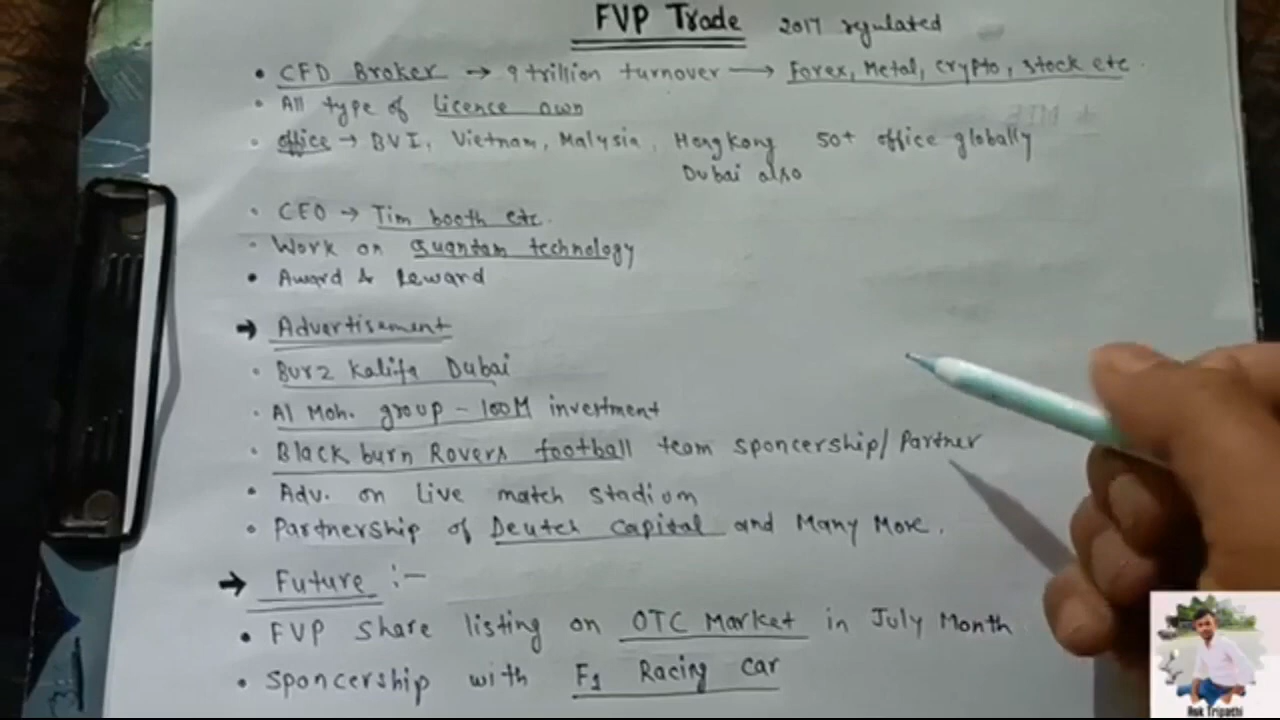 FVP Trade 2017 regulated
• CFD Broker → 9 trillion turnover → Forex, Metal, Crypto, Stock etc
• All type of Licence own
• office → BVI, Vietnam, Malysia, Hongkong 50+ office globally
Dubai also
• CEO → Tim booth etc.
• Work on Quantam technology
• Award & Reward
→ Advertisement
• Burz Kalifa Dubai
• Al Moh. group - 100M investment
• Black burn Rovers football team sponcership/Partner
• Adv. on Live match stadium
• Partnership of Deutch Capital and Many More.
→ Future :-
• FVP Share listing on OTC Market in July Month
• Sponcership with F1 Racing Car
Alok Tripathi